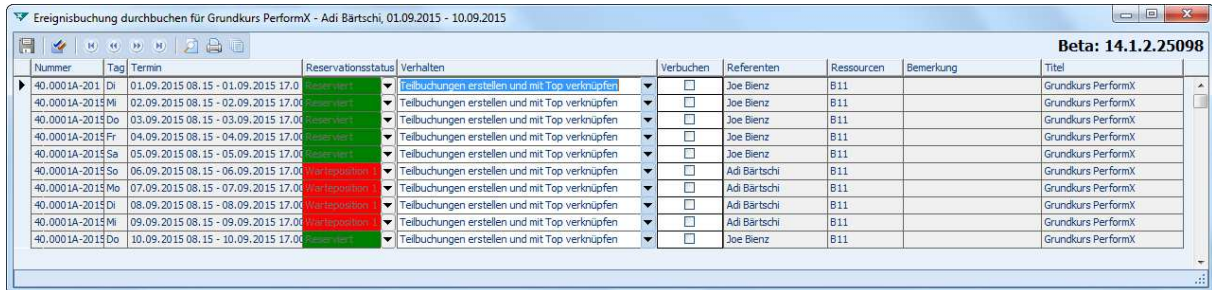 Ereignisbuchung durchbuchen für Grundkurs PerformX - Adi Bärtschi, 01.09.2015 - 10.09.2015
Beta: 14.1.2.25098
Nummer Tag Termin Reservationsstatus Verhalten Verbuchen Referenten Ressourcen Bemerkung Titel
40.0001A-201 Di 01.09.2015 08.15 - 01.09.2015 17.0 Reserviert Teilbuchungen erstellen und mit Top verknüpfen Joe Bienz B11 Grundkurs PerformX
40.0001A-2015 Mi 02.09.2015 08.15 - 02.09.2015 17.00 Reserviert Teilbuchungen erstellen und mit Top verknüpfen Joe Bienz B11 Grundkurs PerformX
40.0001A-2015 Do 03.09.2015 08.15 - 03.09.2015 17.00 Reserviert Teilbuchungen erstellen und mit Top verknüpfen Joe Bienz B11 Grundkurs PerformX
40.0001A-2015 Fr 04.09.2015 08.15 - 04.09.2015 17.00 Reserviert Teilbuchungen erstellen und mit Top verknüpfen Joe Bienz B11 Grundkurs PerformX
40.0001A-2015 Sa 05.09.2015 08.15 - 05.09.2015 17.00 Reserviert Teilbuchungen erstellen und mit Top verknüpfen Joe Bienz B11 Grundkurs PerformX
40.0001A-2015 So 06.09.2015 08.15 - 06.09.2015 17.00 Warteposition 1 Teilbuchungen erstellen und mit Top verknüpfen Adi Bärtschi B11 Grundkurs PerformX
40.0001A-2015 Mo 07.09.2015 08.15 - 07.09.2015 17.00 Warteposition 1 Teilbuchungen erstellen und mit Top verknüpfen Adi Bärtschi B11 Grundkurs PerformX
40.0001A-2015 Di 08.09.2015 08.15 - 08.09.2015 17.00 Warteposition 1 Teilbuchungen erstellen und mit Top verknüpfen Adi Bärtschi B11 Grundkurs PerformX
40.0001A-2015 Mi 09.09.2015 08.15 - 09.09.2015 17.00 Warteposition 1 Teilbuchungen erstellen und mit Top verknüpfen Adi Bärtschi B11 Grundkurs PerformX
40.0001A-2015 Do 10.09.2015 08.15 - 10.09.2015 17.00 Reserviert Teilbuchungen erstellen und mit Top verknüpfen Joe Bienz B11 Grundkurs PerformX